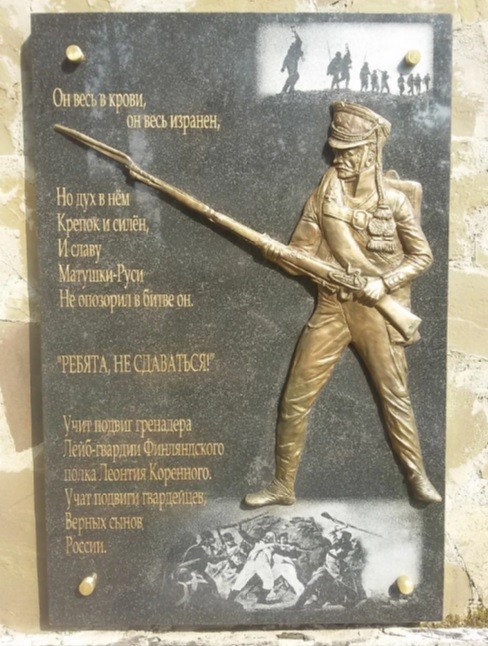 Он весь в крови,
он весь изранен,
Но дух в нём
Крепок и силён,
И славу
Матушки-Руси
Не опозорил в битве он.
"РЕБЯТА, НЕ СДАВАТЬСЯ!"
Учит подвиг гренадера
Лейб-гвардии Финляндского
полка Леонтия Коренного.
Учат подвиги гвардейцев,
Верных сынов
России.